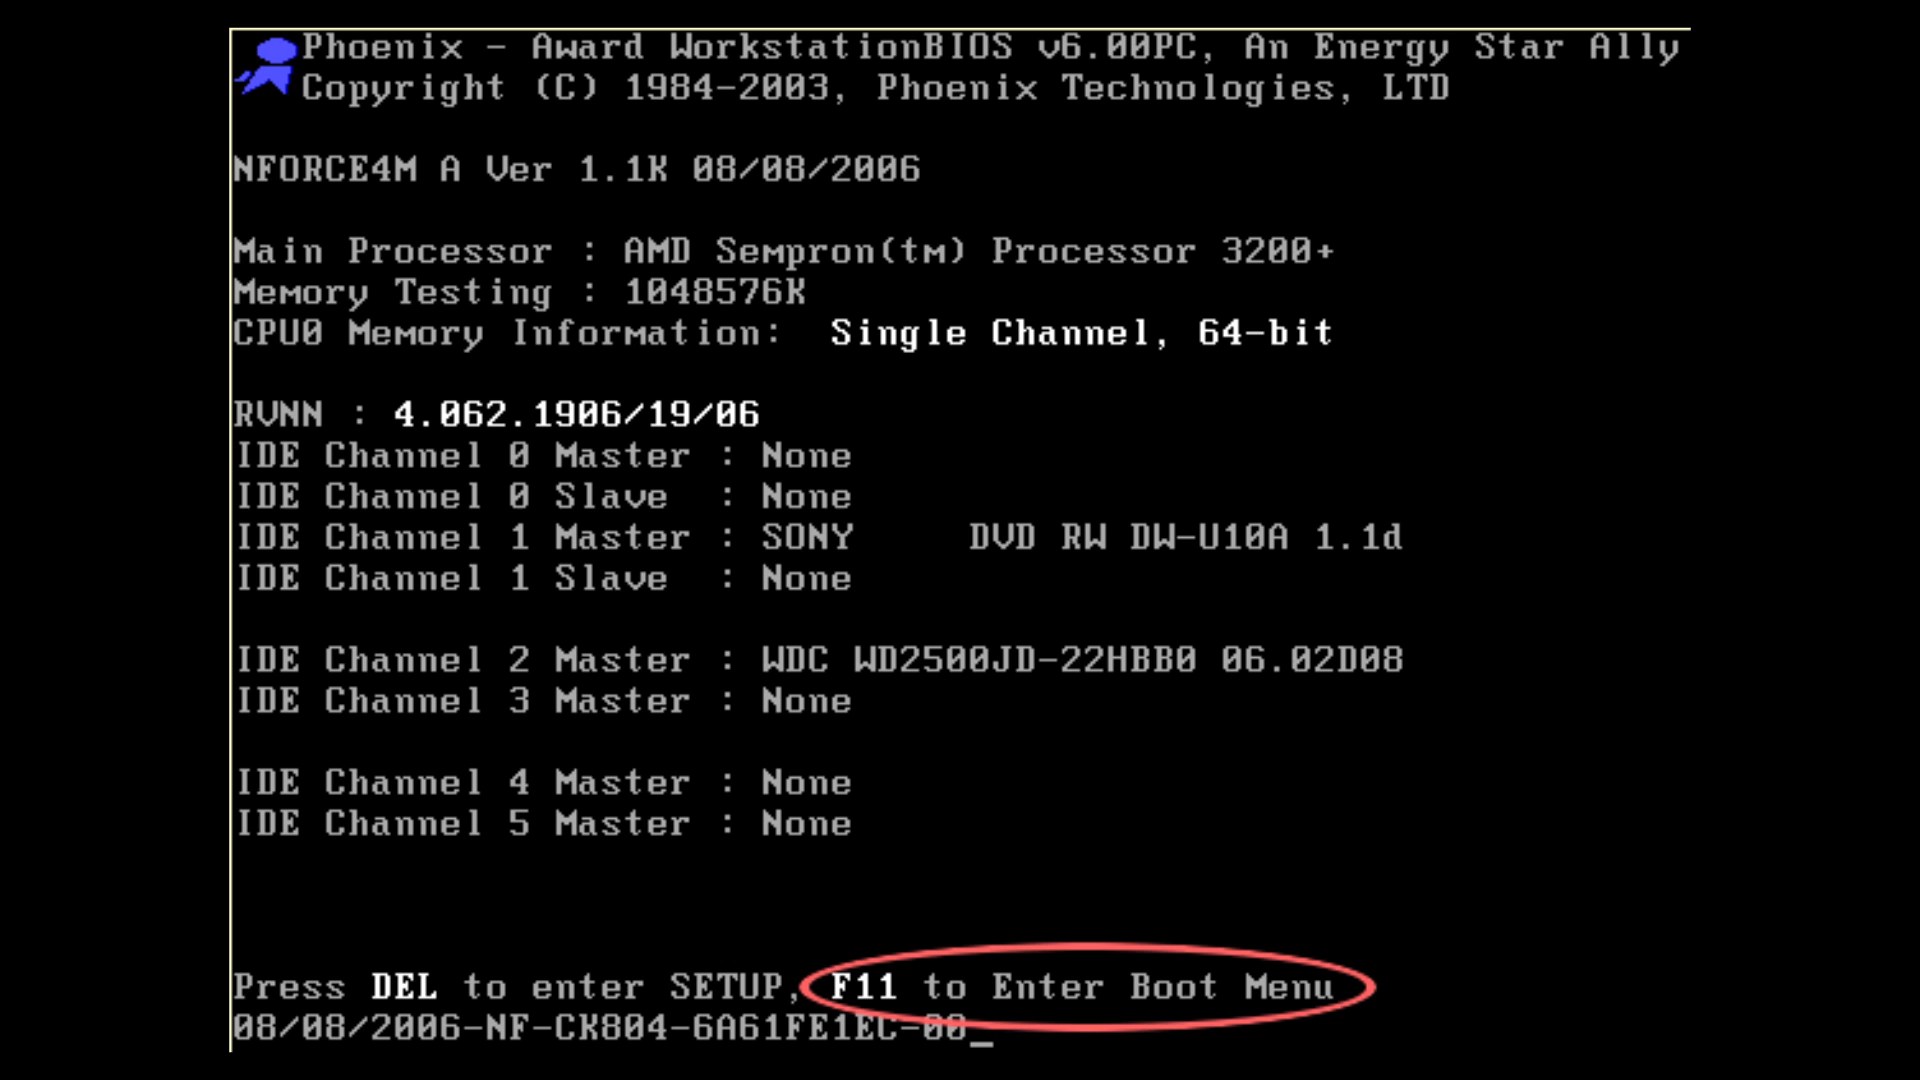 Phoenix - Award WorkstationBIOS v6.00PC, An Energy Star Ally
Copyright (C) 1984-2003, Phoenix Technologies, LTD
NFORCE4M A Ver 1.1K 08/08/2006
Main Processor : AMD Sempron(tm) Processor 3200+
Memory Testing : 1048576K
CPU0 Memory Information: Single Channel, 64-bit
RVNN : 4.062.1906/19/06
IDE Channel 0 Master : None
IDE Channel 0 Slave : None
IDE Channel 1 Master : SONY DVD RW DW-U10A 1.1d
IDE Channel 1 Slave : None
IDE Channel 2 Master : WDC WD2500JD-22HBB0 06.02D08
IDE Channel 3 Master : None
IDE Channel 4 Master : None
IDE Channel 5 Master : None
Press DEL to enter SETUP, F11 to Enter Boot Menu
08/08/2006-NF-CK804-6A61FE1EC-00_